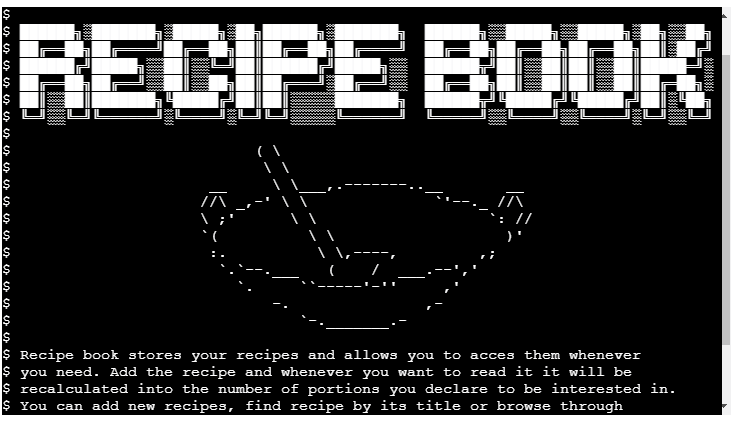 RECIPE BOOK
$ Recipe book stores your recipes and allows you to acces them whenever
$ you need. Add the recipe and whenever you want to read it it will be
$ recalculated into the number of portions you declare to be interested in.
$ You can add new recipes, find recipe by its title or browse through